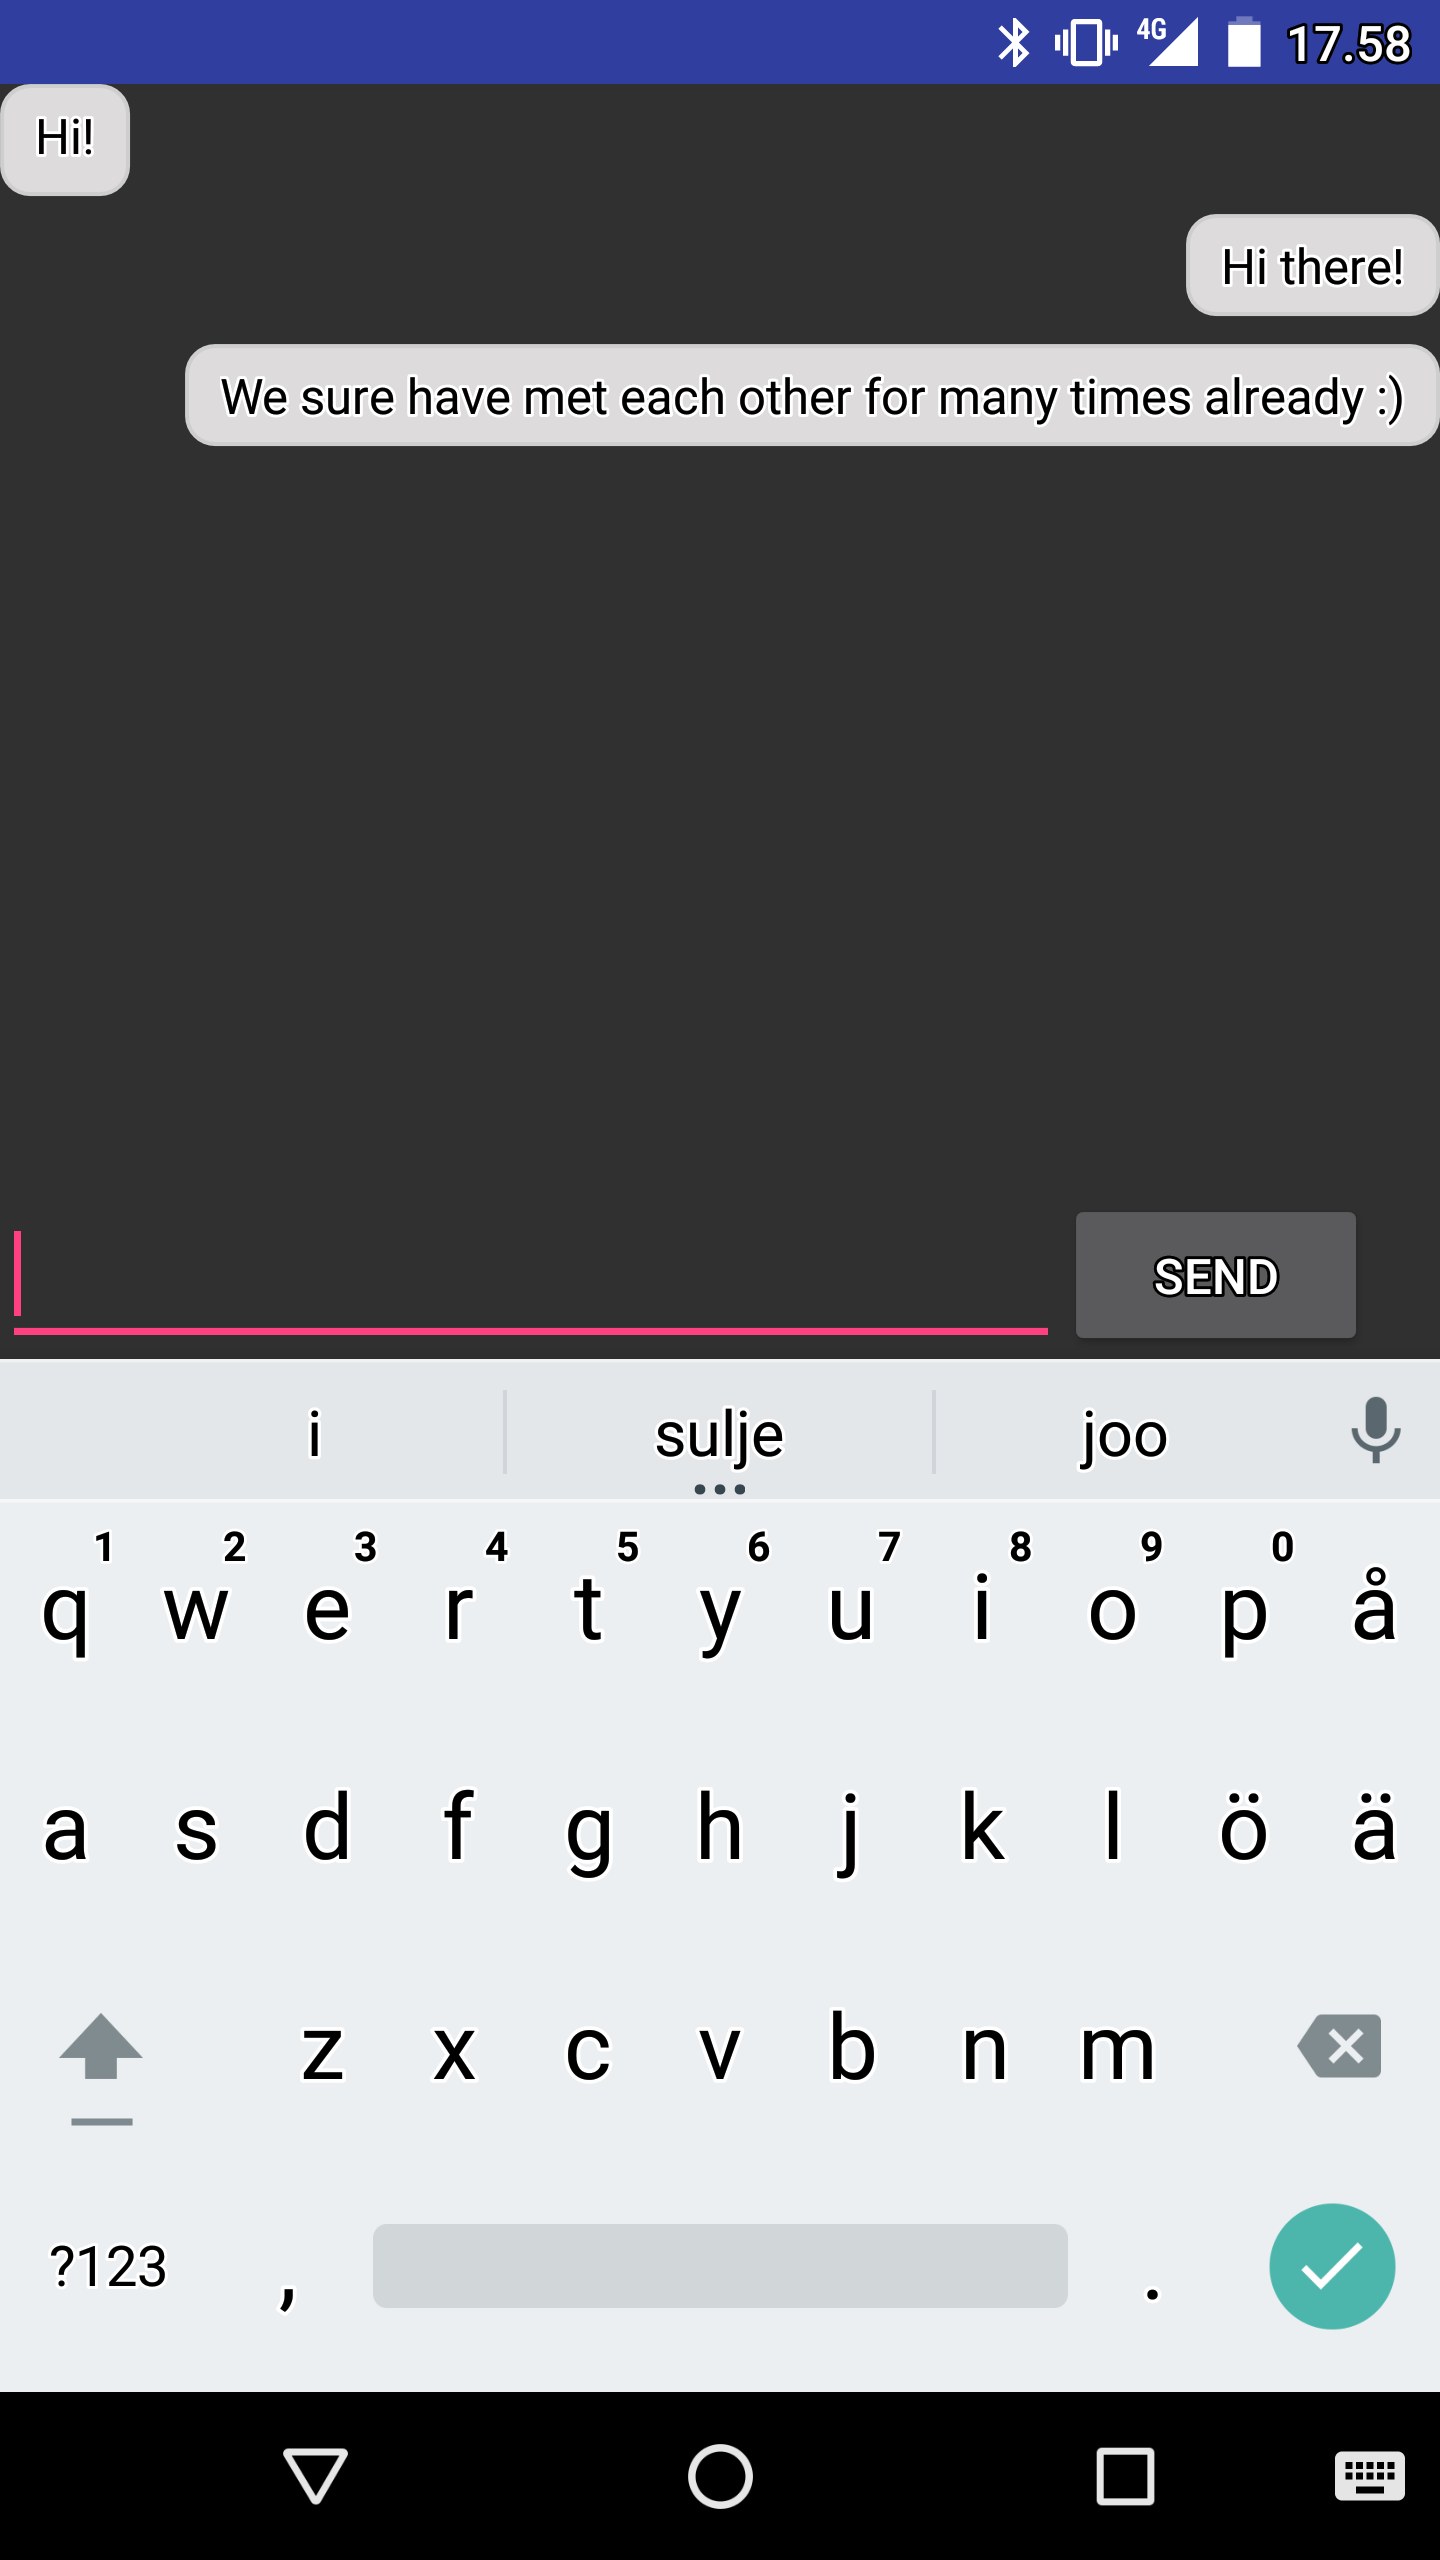 4G 17.58
Hi!
Hi there!
We sure have met each other for many times already :)
SEND
i sulje joo
1 2 3 4 5 6 7 8 9 0
q w e r t y u i o p å
a s d f g h j k l ö ä
z x c v b n m
?123 , .